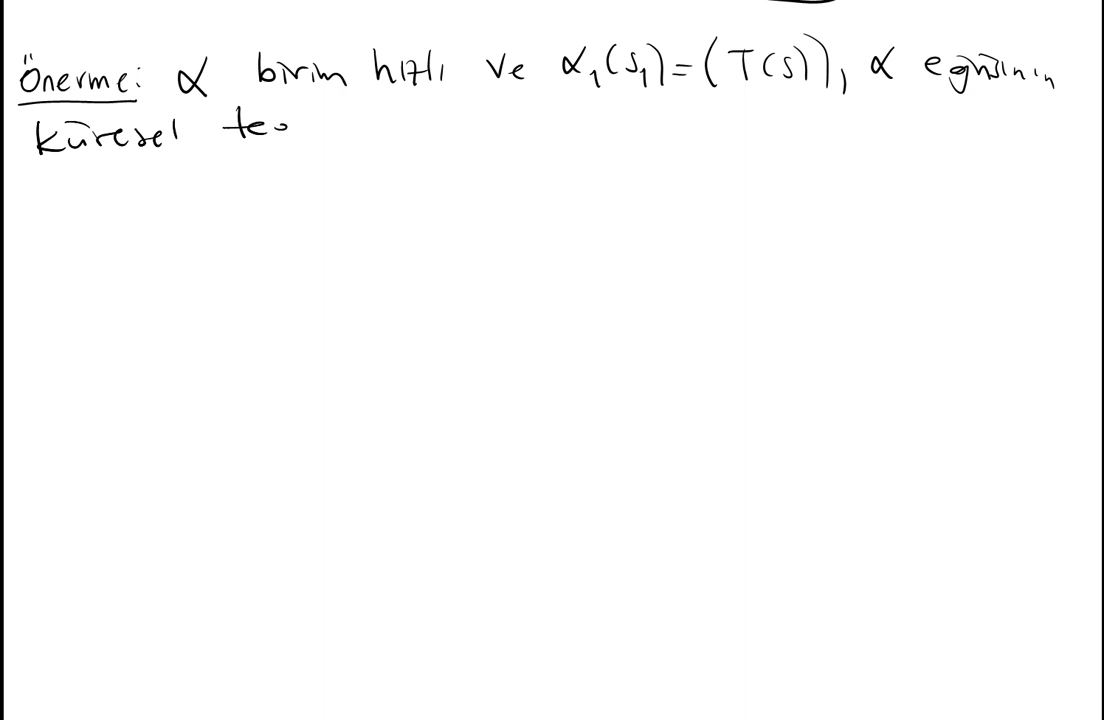 Önerme: α birim hızlı ve α₁(s₁)=(T(s)), α eğrisinin
küresel te